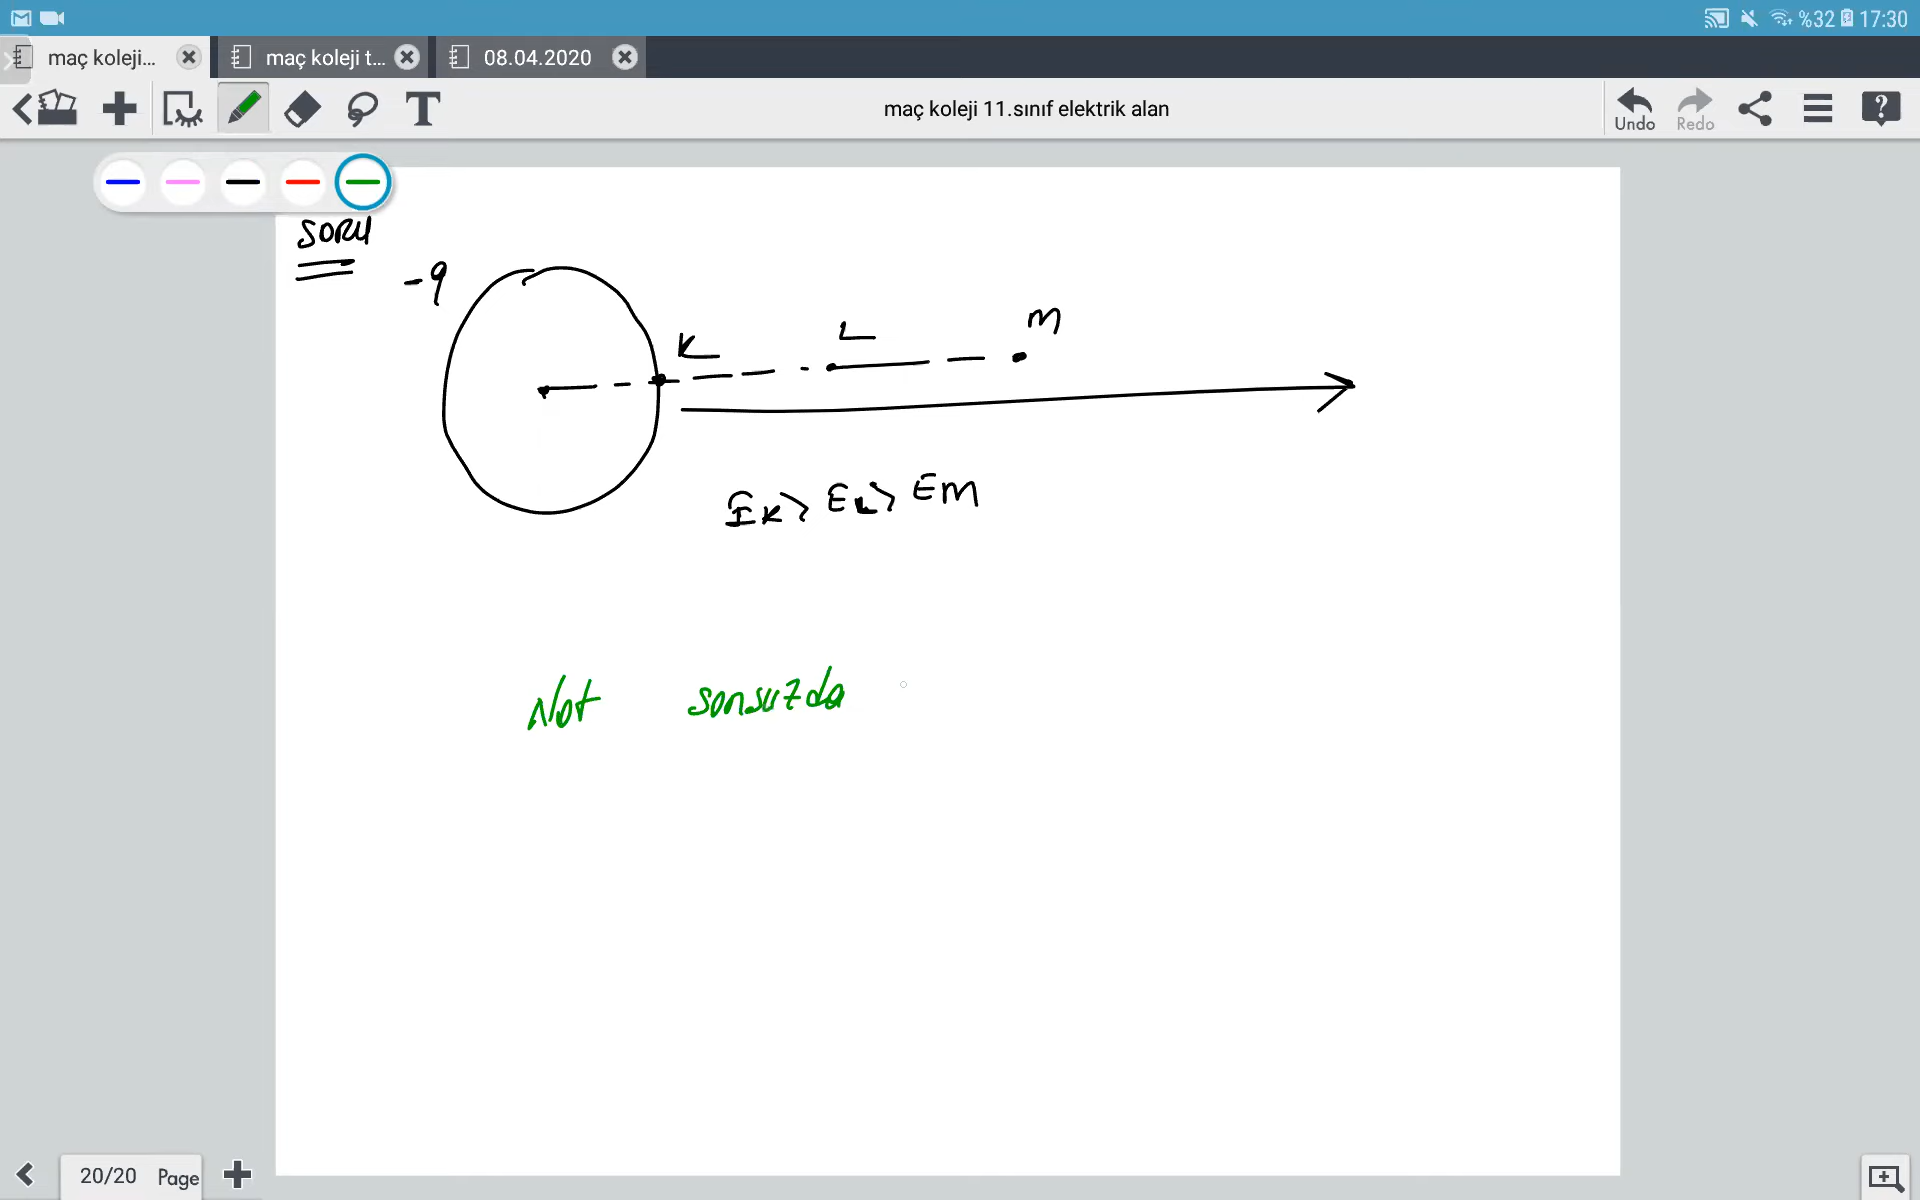 %32 17:30
maç koleji... maç koleji t... 08.04.2020
T maç koleji 11.sınıf elektrik alan Undo Redo ?
SORU
-q
K L M
EK> EL> EM
Not sonsuzda
20/20 Page